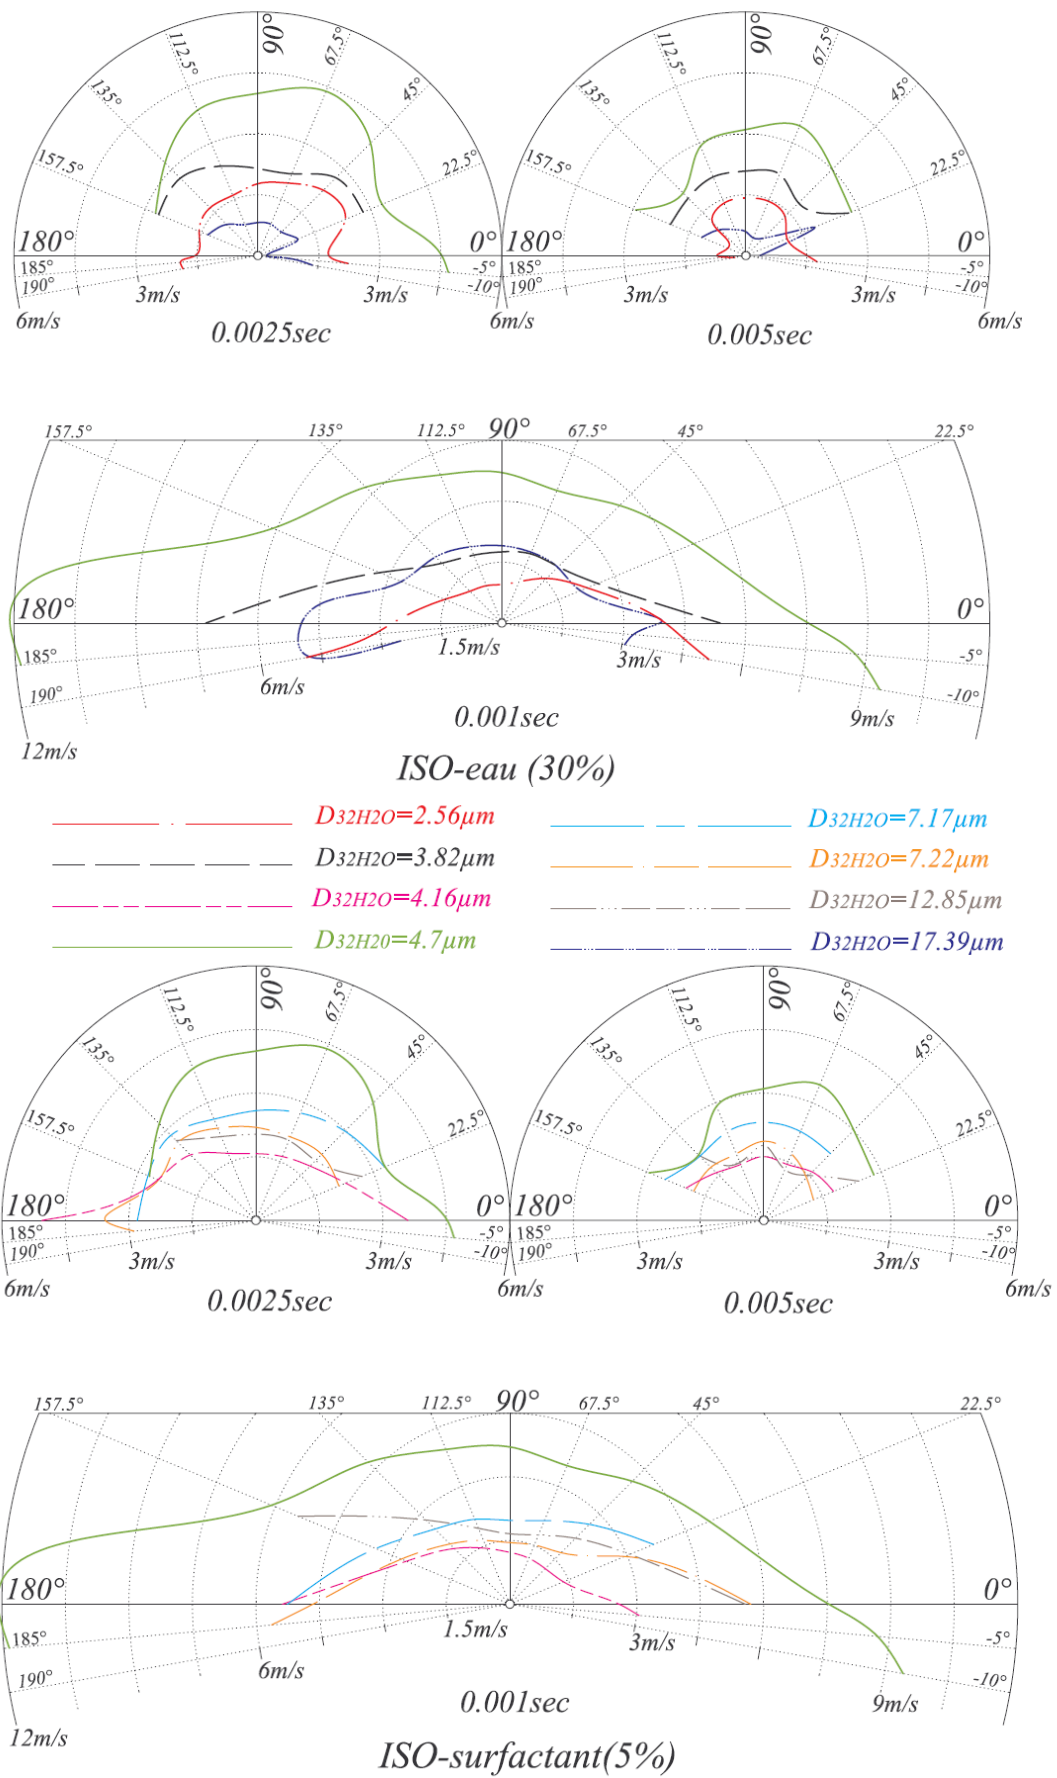 90° 90°
112.5° 67.5° 112.5° 67.5°
135° 45° 135° 45°
157.5° 22.5° 157.5° 22.5°
180° 0° 180° 0°
185° -5° 185° -5°
190° -10° 190° -10°
3m/s 3m/s 3m/s 3m/s
6m/s 6m/s 6m/s
0.0025sec 0.005sec
157.5° 135° 112.5° 90° 67.5° 45° 22.5°
180° 0°
185° -5°
190° -10°
1.5m/s 3m/s
6m/s 9m/s
12m/s
0.001sec
ISO-eau (30%)
D32H2O=2.56µm D32H2O=7.17µm
D32H2O=3.82µm D32H2O=7.22µm
D32H2O=4.16µm D32H2O=12.85µm
D32H20=4.7µm D32H2O=17.39µm
90° 90°
112.5° 67.5° 112.5° 67.5°
135° 45° 135° 45°
157.5° 22.5° 157.5° 22.5°
180° 0° 180° 0°
185° -5° 185° -5°
190° -10° 190° -10°
3m/s 3m/s 3m/s 3m/s
6m/s 6m/s 6m/s
0.0025sec 0.005sec
157.5° 135° 112.5° 90° 67.5° 45° 22.5°
180° 0°
185° -5°
190° -10°
1.5m/s 3m/s
6m/s 9m/s
12m/s
0.001sec
ISO-surfactant(5%)